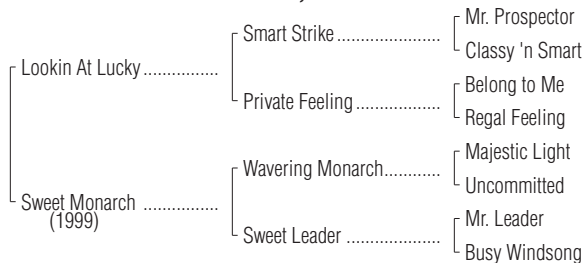 Mr. Prospector
Smart Strike ....................
Classy 'n Smart
Lookin At Lucky ................
Belong to Me
Private Feeling ..................
Regal Feeling
Majestic Light
Wavering Monarch............
Uncommitted
Sweet Monarch ................
(1999)
Mr. Leader
Sweet Leader ....................
Busy Windsong